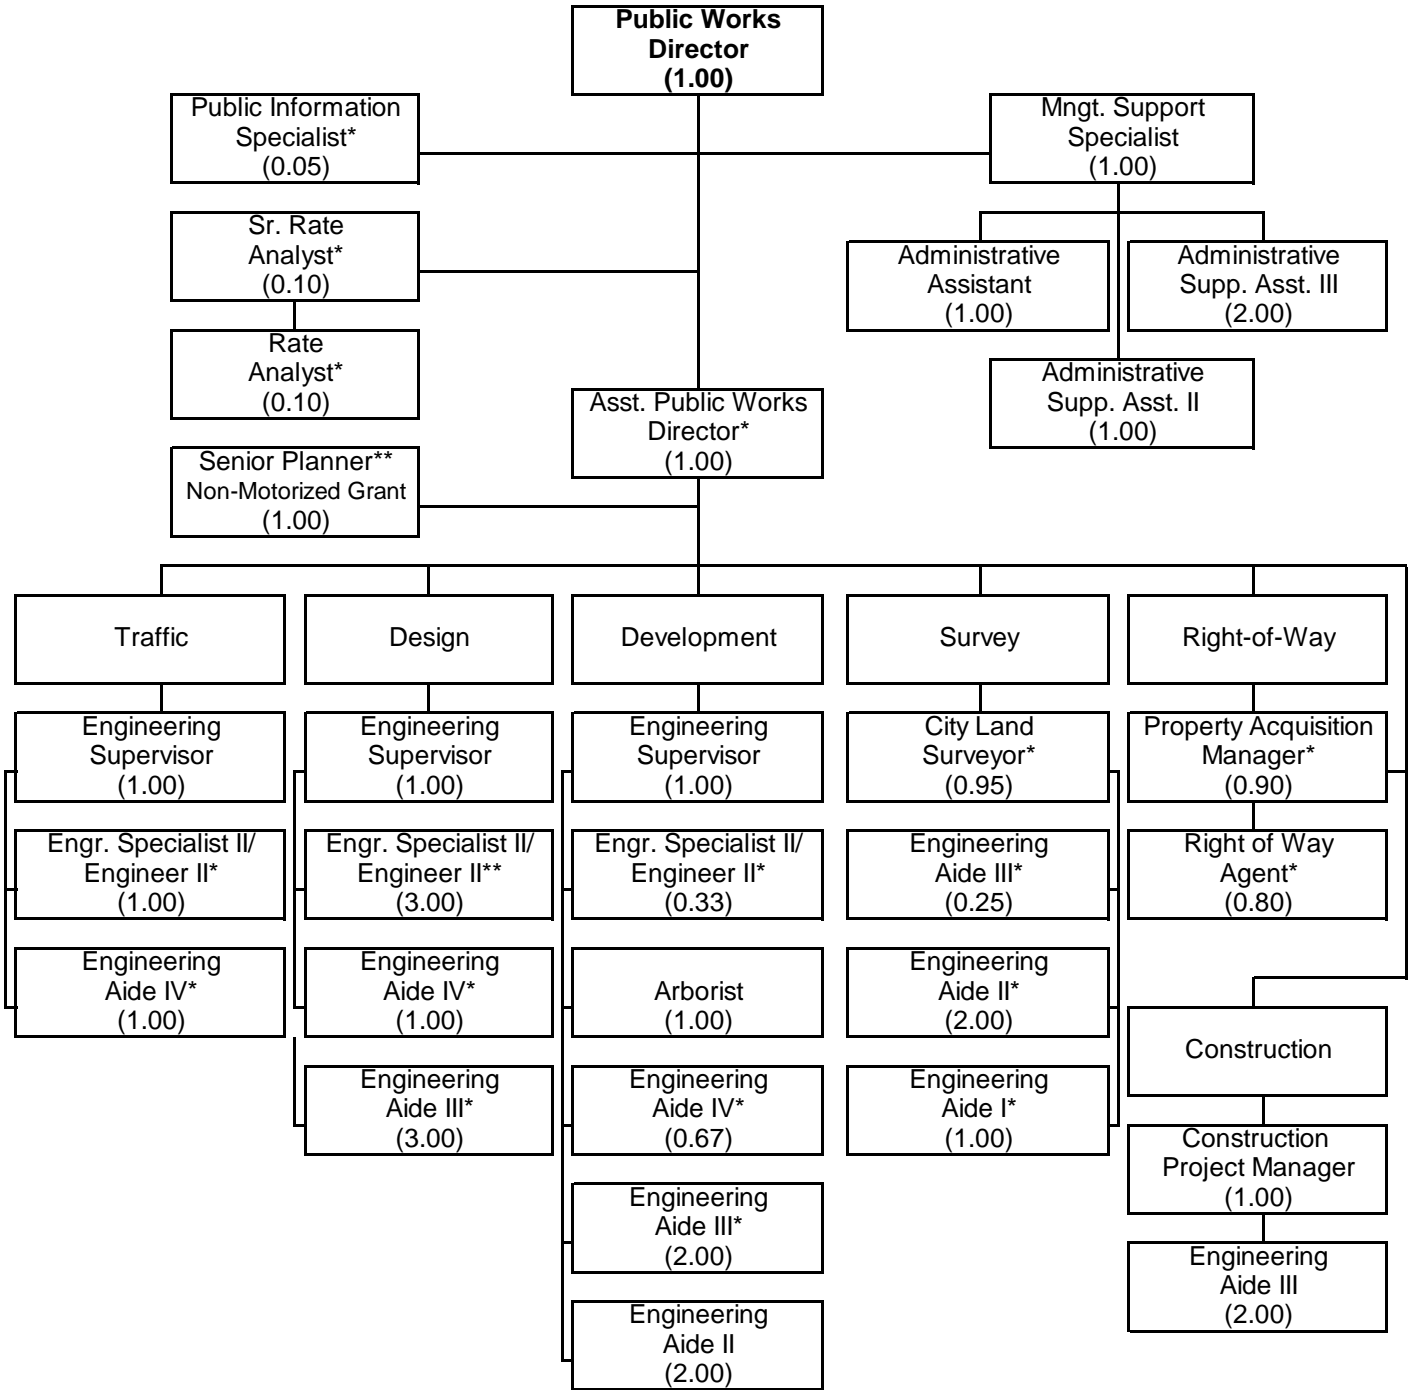 Public Works
Director
(1.00)
Public Information
Specialist*
(0.05)
Mngt. Support
Specialist
(1.00)
Sr. Rate
Analyst*
(0.10)
Administrative
Assistant
(1.00)
Administrative
Supp. Asst. III
(2.00)
Rate
Analyst*
(0.10)
Administrative
Supp. Asst. II
(1.00)
Asst. Public Works
Director*
(1.00)
Senior Planner**
Non-Motorized Grant
(1.00)
Traffic
Design
Development
Survey
Right-of-Way
Engineering
Supervisor
(1.00)
Engineering
Supervisor
(1.00)
Engineering
Supervisor
(1.00)
City Land
Surveyor*
(0.95)
Property Acquisition
Manager*
(0.90)
Engr. Specialist II/
Engineer II*
(1.00)
Engr. Specialist II/
Engineer II**
(3.00)
Engr. Specialist II/
Engineer II*
(0.33)
Engineering
Aide III*
(0.25)
Right of Way
Agent*
(0.80)
Engineering
Aide IV*
(1.00)
Engineering
Aide IV*
(1.00)
Arborist
(1.00)
Engineering
Aide II*
(2.00)
Construction
Engineering
Aide III*
(3.00)
Engineering
Aide IV*
(0.67)
Engineering
Aide I*
(1.00)
Construction
Project Manager
(1.00)
Engineering
Aide III*
(2.00)
Engineering
Aide III
(2.00)
Engineering
Aide II
(2.00)